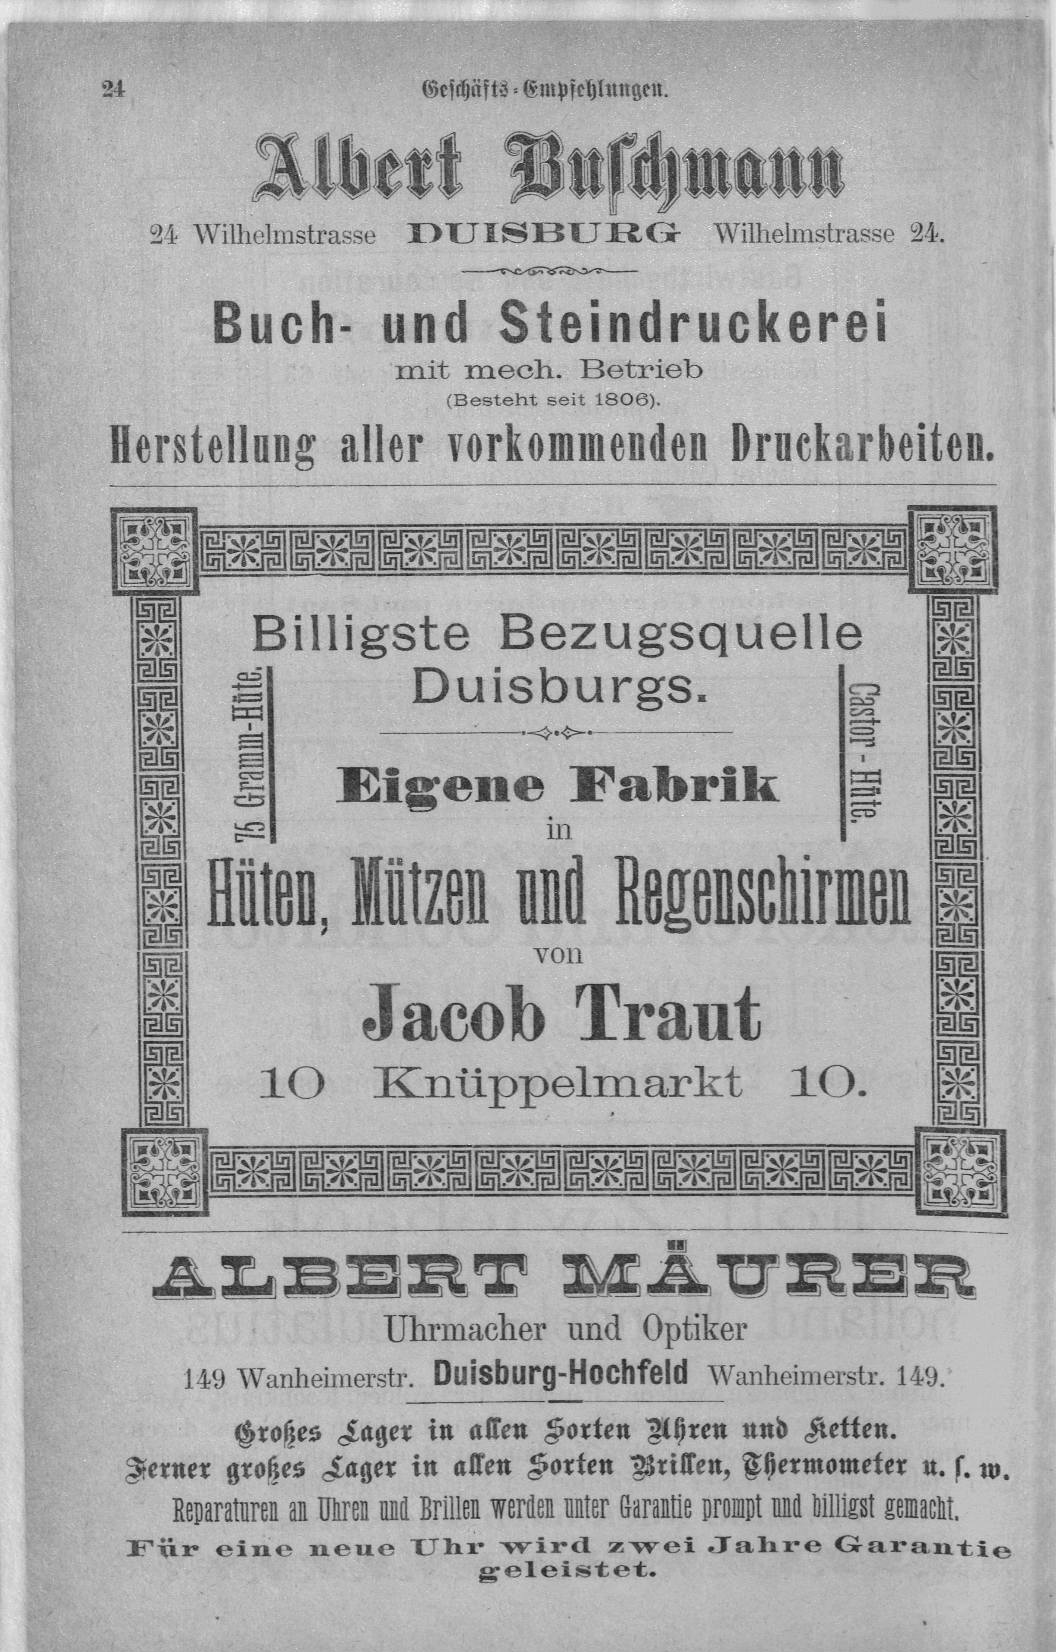 24
Geschäfts-Empfehlungen.
Albert Buschmann
24 Wilhelmstrasse DUISBURG Wilhelmstrasse 24.
Buch- und Steindruckerei
mit mech. Betrieb
(Besteht seit 1806).
Herstellung aller vorkommenden Druckarbeiten.
Billigste Bezugsquelle
Duisburgs.
75 Gramm-Hüte.
Castor-Hüte.
Eigene Fabrik
in
Hüten, Mützen und Regenschirmen
von
Jacob Traut
10 Knüppelmarkt 10.
ALBERT MÄURER
Uhrmacher und Optiker
149 Wanheimerstr. Duisburg-Hochfeld Wanheimerstr. 149.
Großes Lager in allen Sorten Uhren und Ketten.
Ferner großes Lager in allen Sorten Brillen, Thermometer u. s. w.
Reparaturen an Uhren und Brillen werden unter Garantie prompt und billigst gemacht.
Für eine neue Uhr wird zwei Jahre Garantie
geleistet.